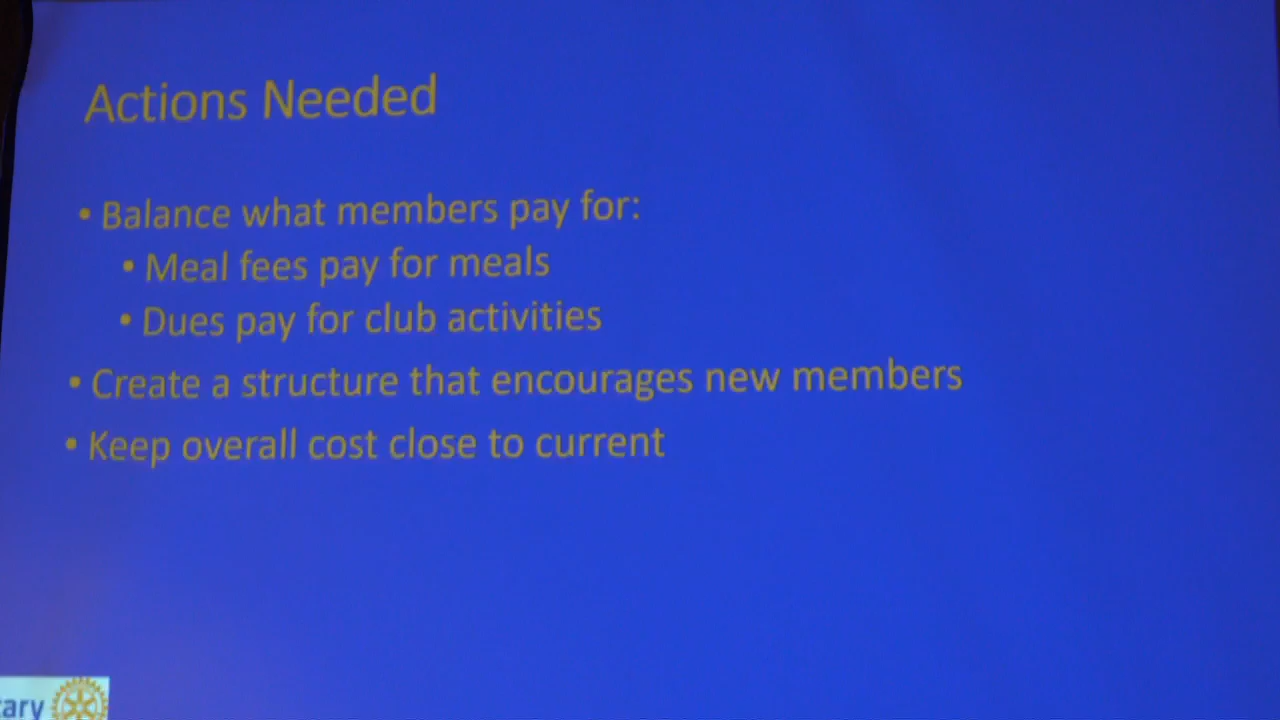 Actions Needed
• Balance what members pay for:
• Meal fees pay for meals
• Dues pay for club activities
• Create a structure that encourages new members
• Keep overall cost close to current
tary